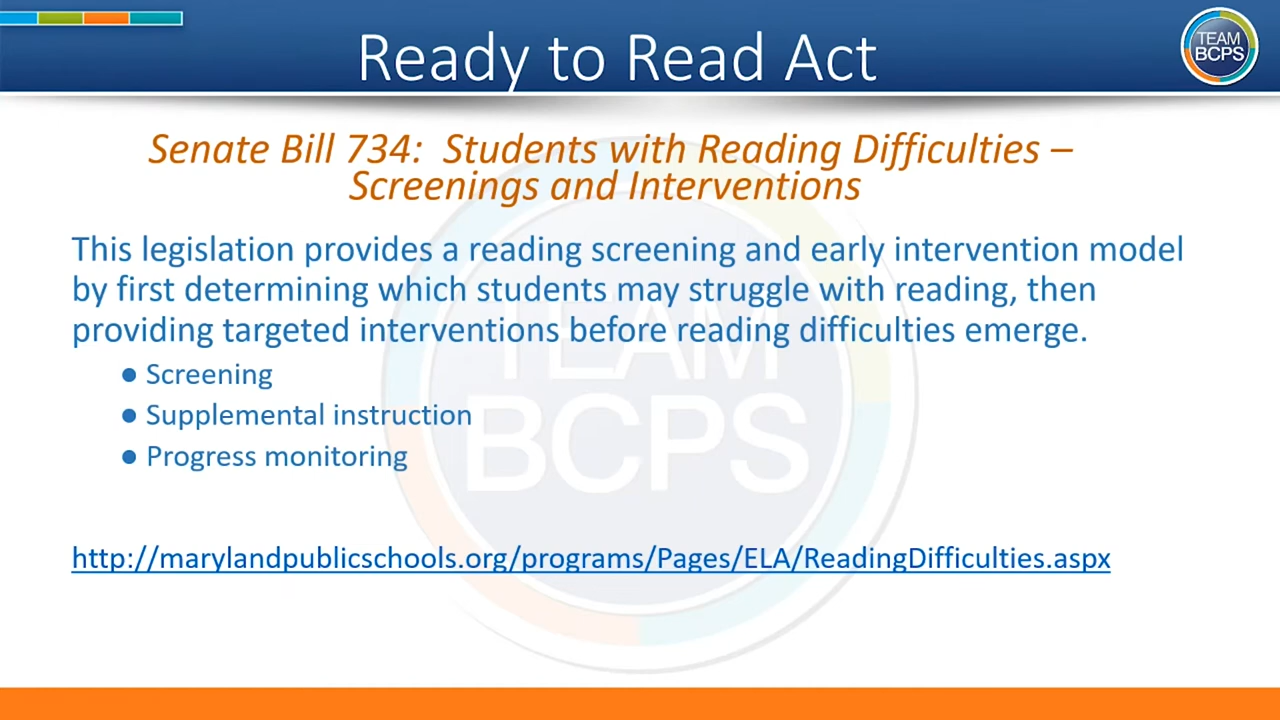 Ready to Read Act
TEAM
BCPS
Senate Bill 734:  Students with Reading Difficulties –
Screenings and Interventions
This legislation provides a reading screening and early intervention model
by first determining which students may struggle with reading, then
providing targeted interventions before reading difficulties emerge.
● Screening
● Supplemental instruction
● Progress monitoring
TEAM
BCPS
http://marylandpublicschools.org/programs/Pages/ELA/ReadingDifficulties.aspx